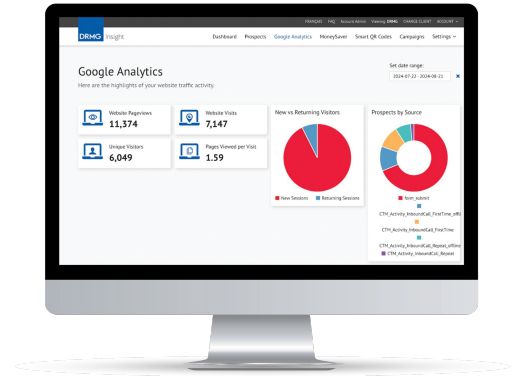 FRANÇAIS FAQ Account Admin Viewing DRMG CHANGE CLIENT ACCOUNT
DRMG Insight Dashboard Prospects Google Analytics MoneySaver Smart QR Codes Campaigns Settings
Google Analytics
Here are the highlights of your website traffic activity.
Set date range:
2024-07-23 - 2024-08-21
Website Pageviews
11,374
Website Visits
7,147
Unique Visitors
6,049
Pages Viewed per Visit
1.59
New vs Returning Visitors
New Sessions Returning Sessions
Prospects by Source
form_submit
CTM_Activity_InboundCall_FirstTime_offline
CTM_Activity_InboundCall_FirstTime
CTM_Activity_InboundCall_Repeat_offline
CTM_Activity_InboundCall_Repeat